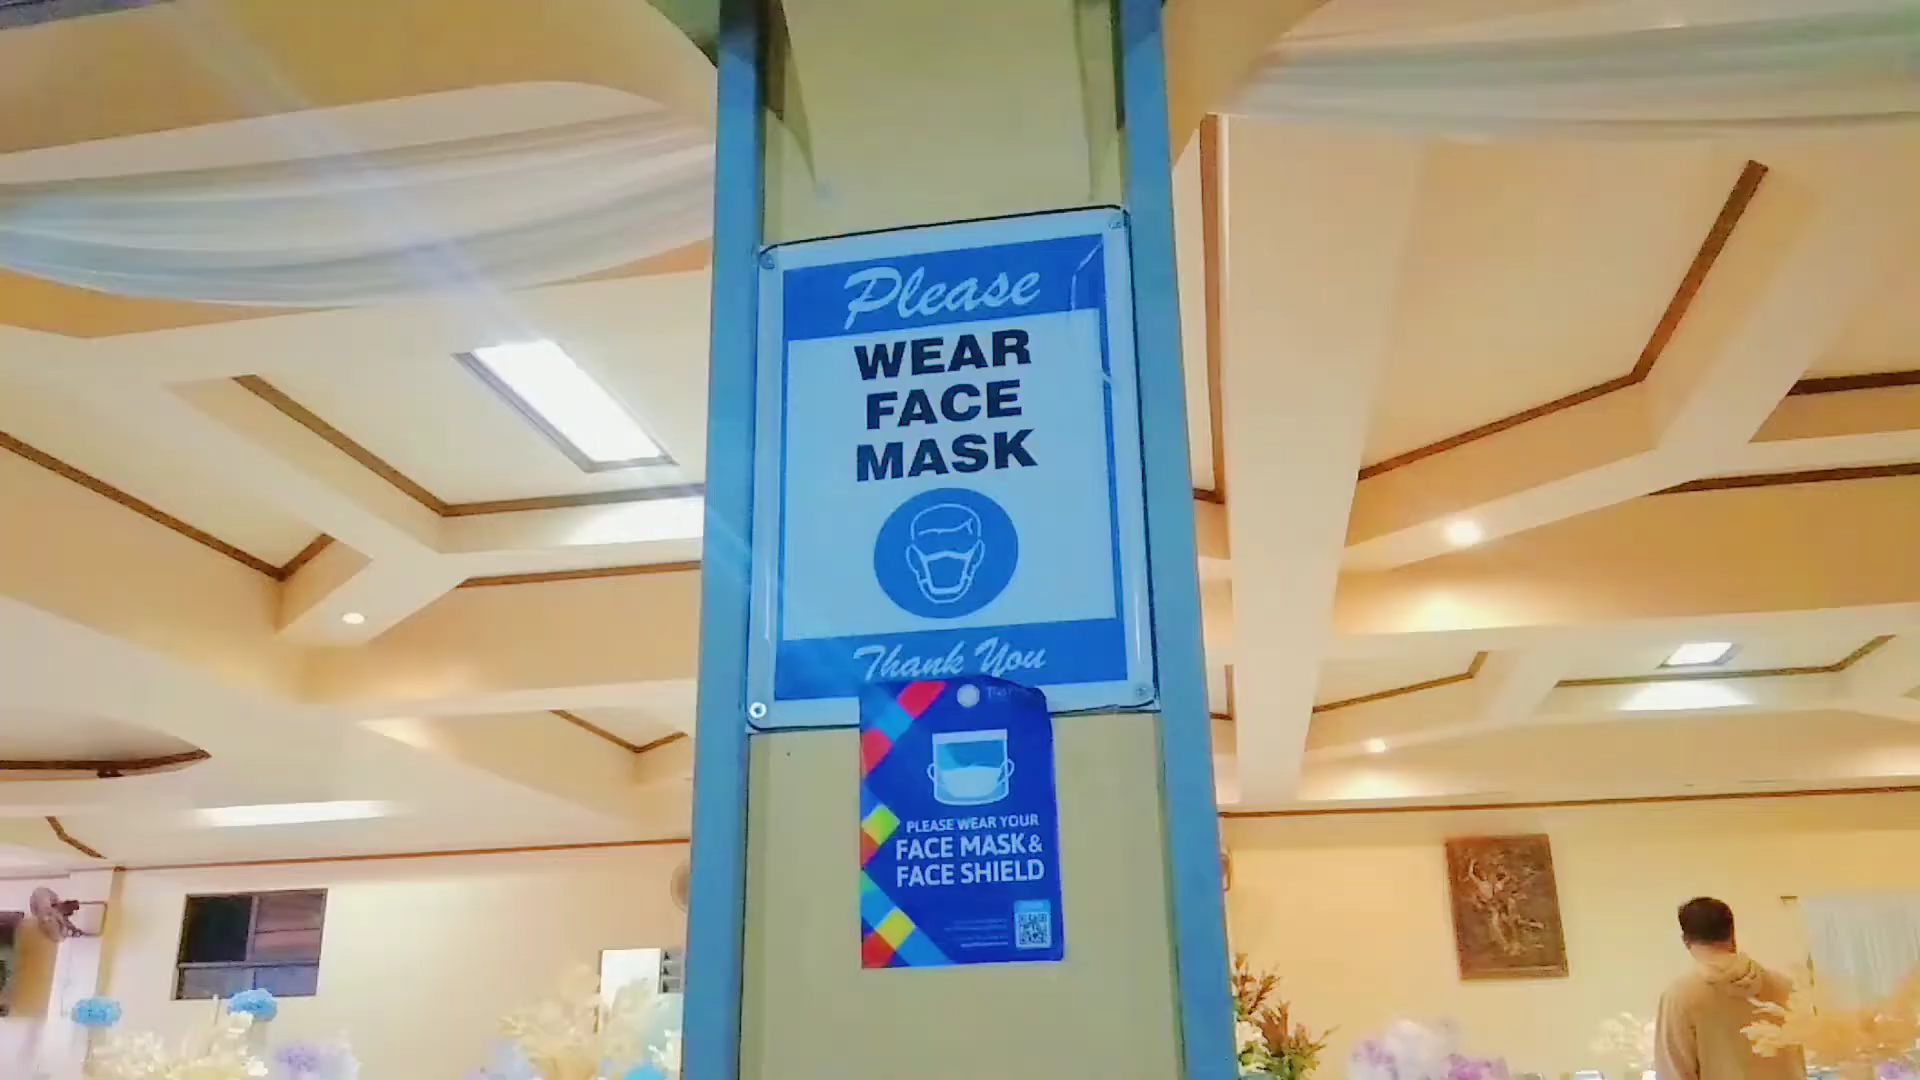 Please
WEAR
FACE
MASK
Thank You
PLEASE WEAR YOUR
FACE MASK &
FACE SHIELD